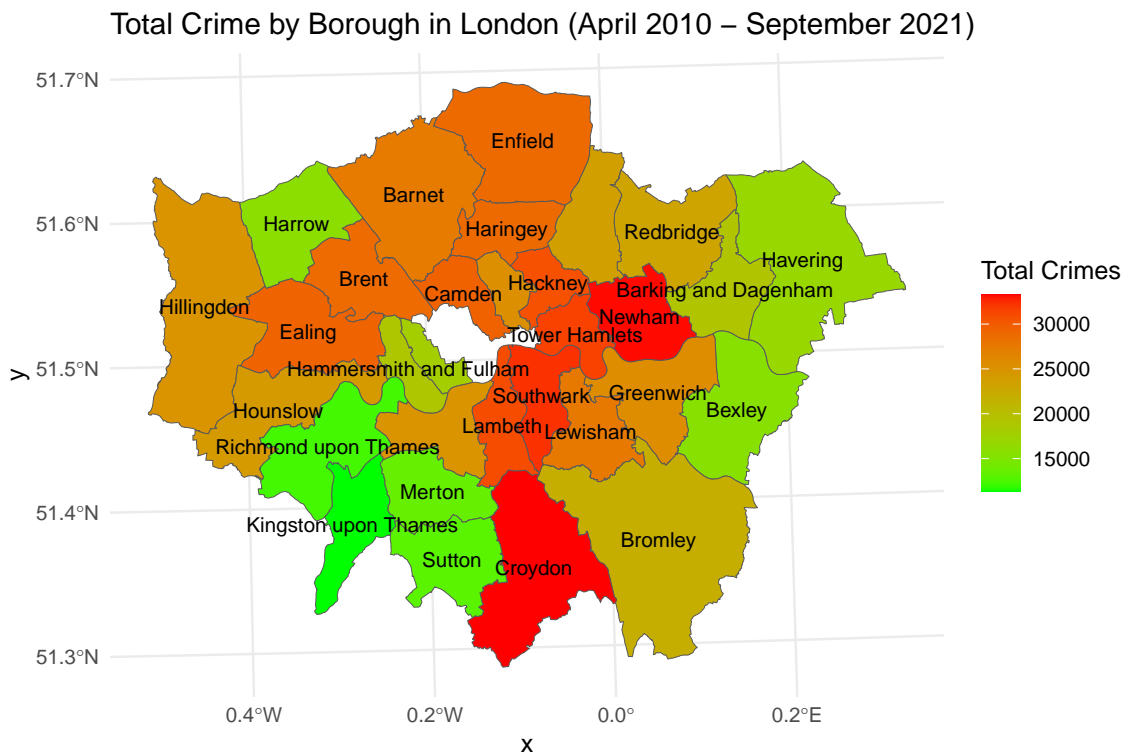 Total Crime by Borough in London (April 2010 – September 2021)
51.7°N
51.6°N
51.5°N
51.4°N
51.3°N
y
Enfield
Barnet
Harrow
Haringey
Redbridge
Havering
Brent
Hackney
Camden
Barking and Dagenham
Hillingdon
Newham
Ealing
Tower Hamlets
Hammersmith and Fulham
Southwark
Greenwich
Hounslow
Bexley
Lambeth
Lewisham
Richmond upon Thames
Merton
Kingston upon Thames
Bromley
Sutton
Croydon
0.4°W
0.2°W
0.0°
0.2°E
x
Total Crimes
30000
25000
20000
15000